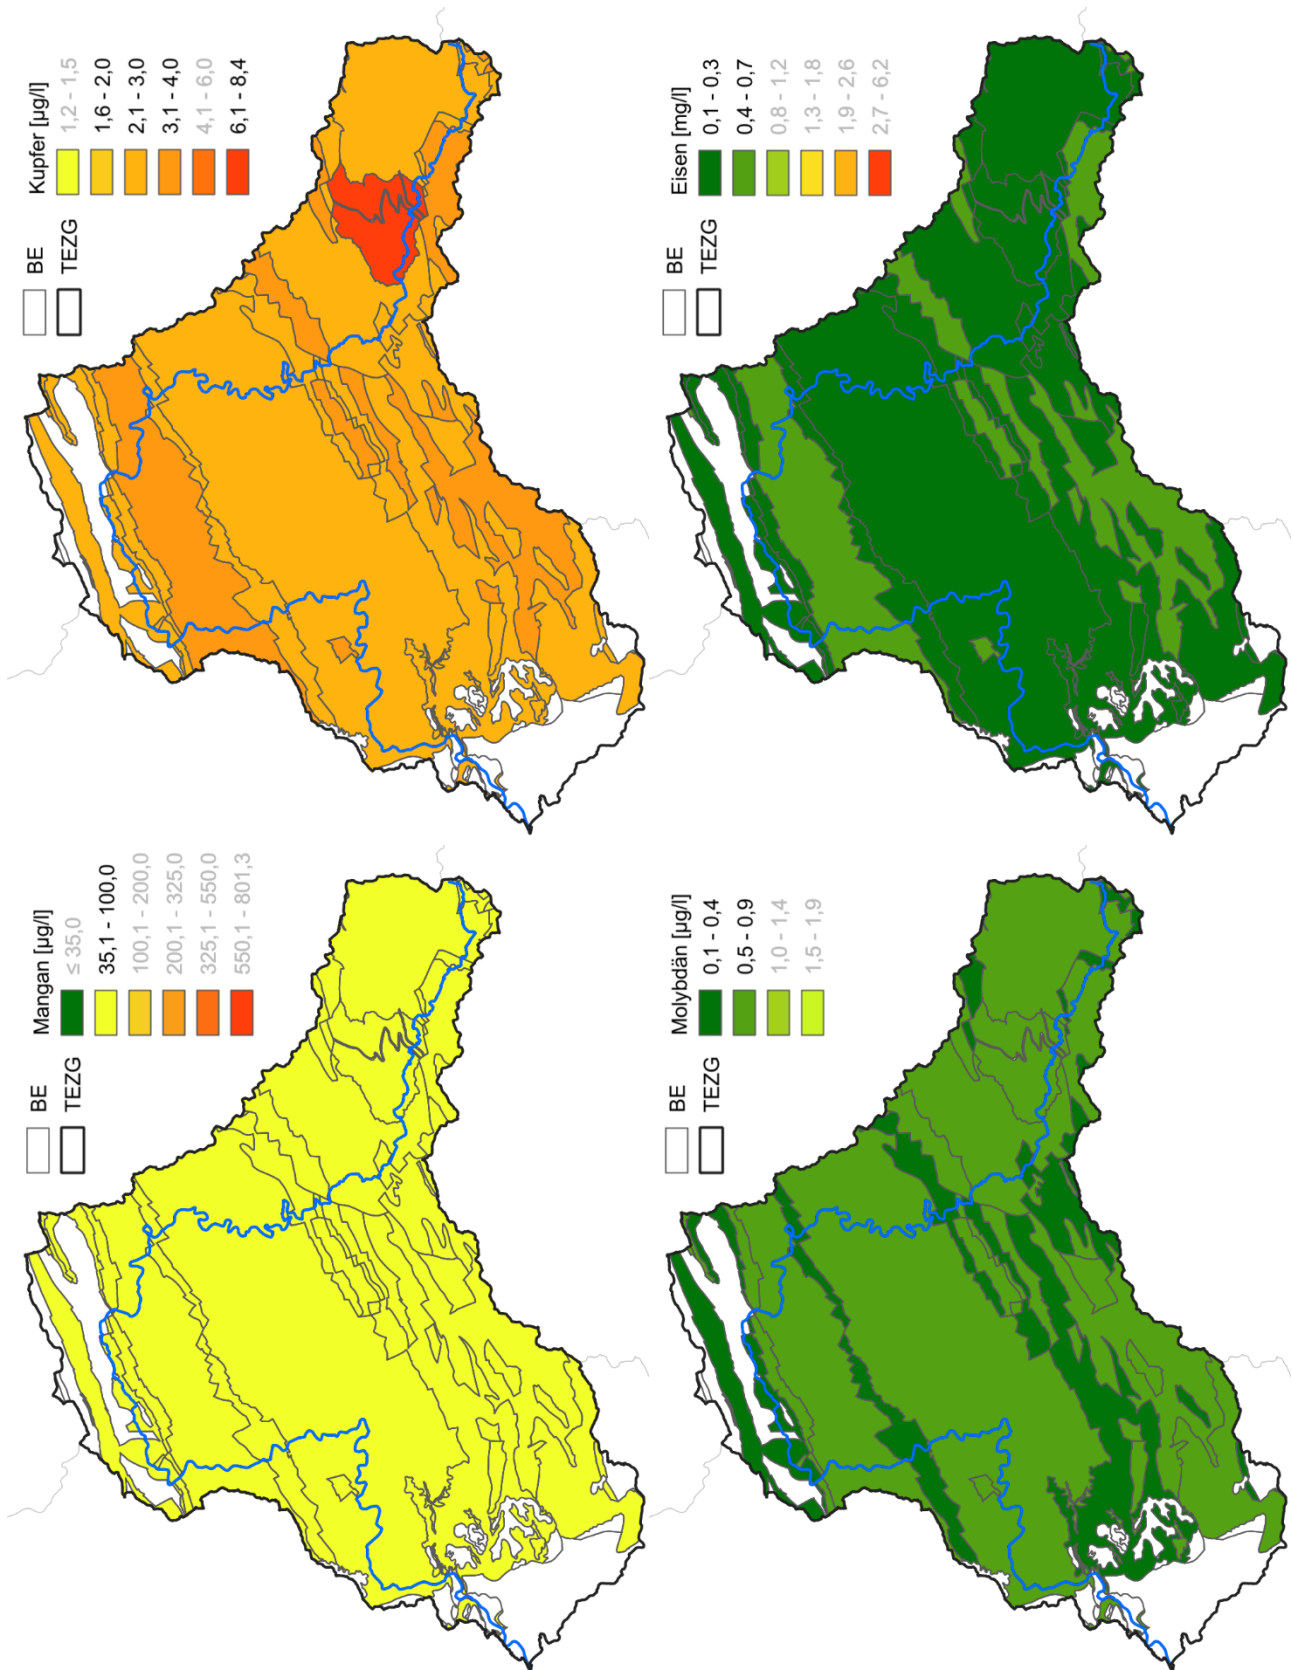 BE
TEZG
Mangan [µg/l]
≤ 35,0
35,1 - 100,0
100,1 - 200,0
200,1 - 325,0
325,1 - 550,0
550,1 - 801,3
BE
TEZG
Kupfer [µg/l]
1,2 - 1,5
1,6 - 2,0
2,1 - 3,0
3,1 - 4,0
4,1 - 6,0
6,1 - 8,4
BE
TEZG
Molybdän [µg/l]
0,1 - 0,4
0,5 - 0,9
1,0 - 1,4
1,5 - 1,9
BE
TEZG
Eisen [mg/l]
0,1 - 0,3
0,4 - 0,7
0,8 - 1,2
1,3 - 1,8
1,9 - 2,6
2,7 - 6,2